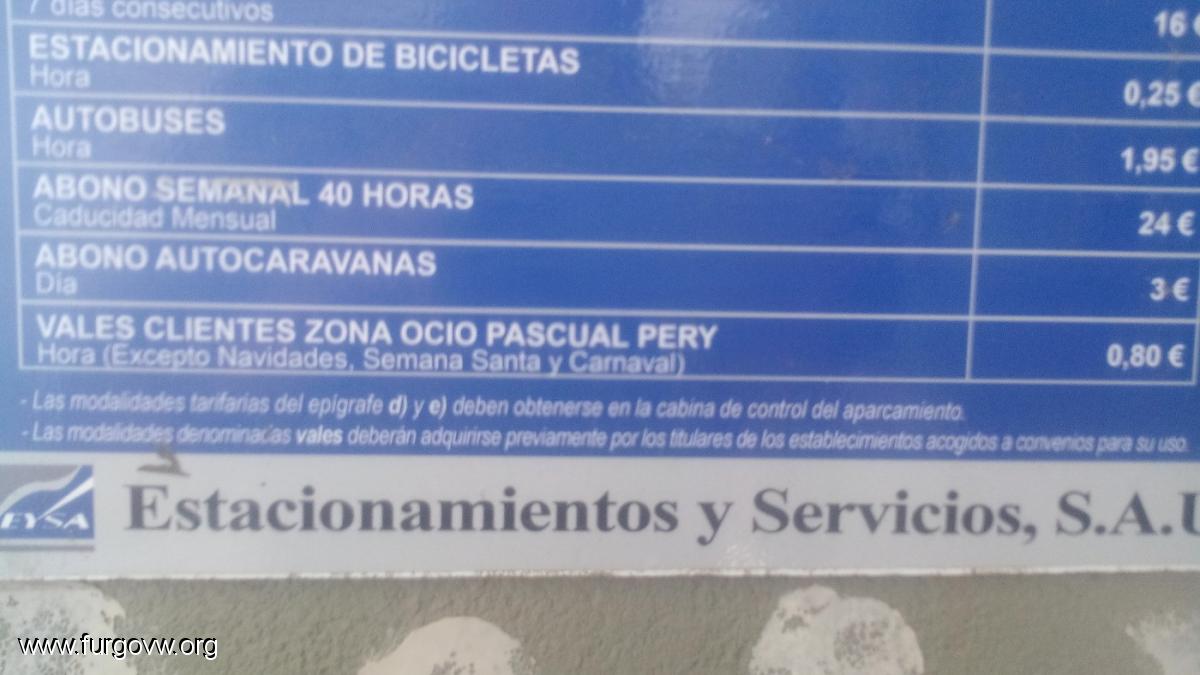 7 días consecutivos
16 €
ESTACIONAMIENTO DE BICICLETAS
Hora
0,25 €
AUTOBUSES
Hora
1,95 €
ABONO SEMANAL 40 HORAS
Caducidad Mensual
24 €
ABONO AUTOCARAVANAS
Día
3 €
VALES CLIENTES ZONA OCIO PASCUAL PERY
Hora (Excepto Navidades, Semana Santa y Carnaval)
0,80 €
- Las modalidades tarifarias del epígrafe d) y e) deben obtenerse en la cabina de control del aparcamiento.
- Las modalidades denominadas vales deberán adquirirse previamente por los titulares de los establecimientos acogidos a convenios para su uso.
EYSA
Estacionamientos y Servicios, S.A.U
www.furgovw.org